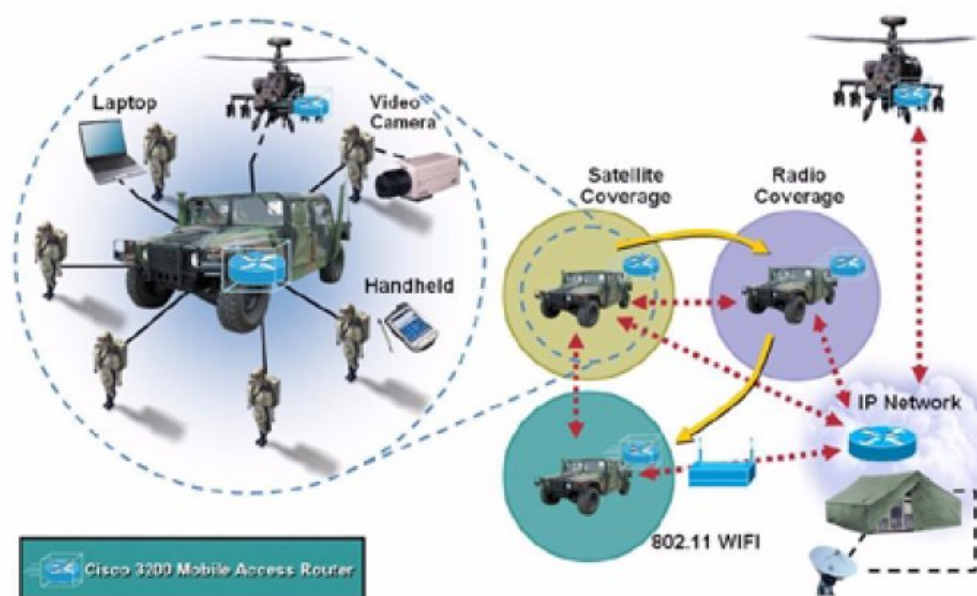 Laptop
Video
Camera
Handheld
Satellite
Coverage
Radio
Coverage
IP Network
802.11 WIFI
Cisco 3200 Mobile Access Router